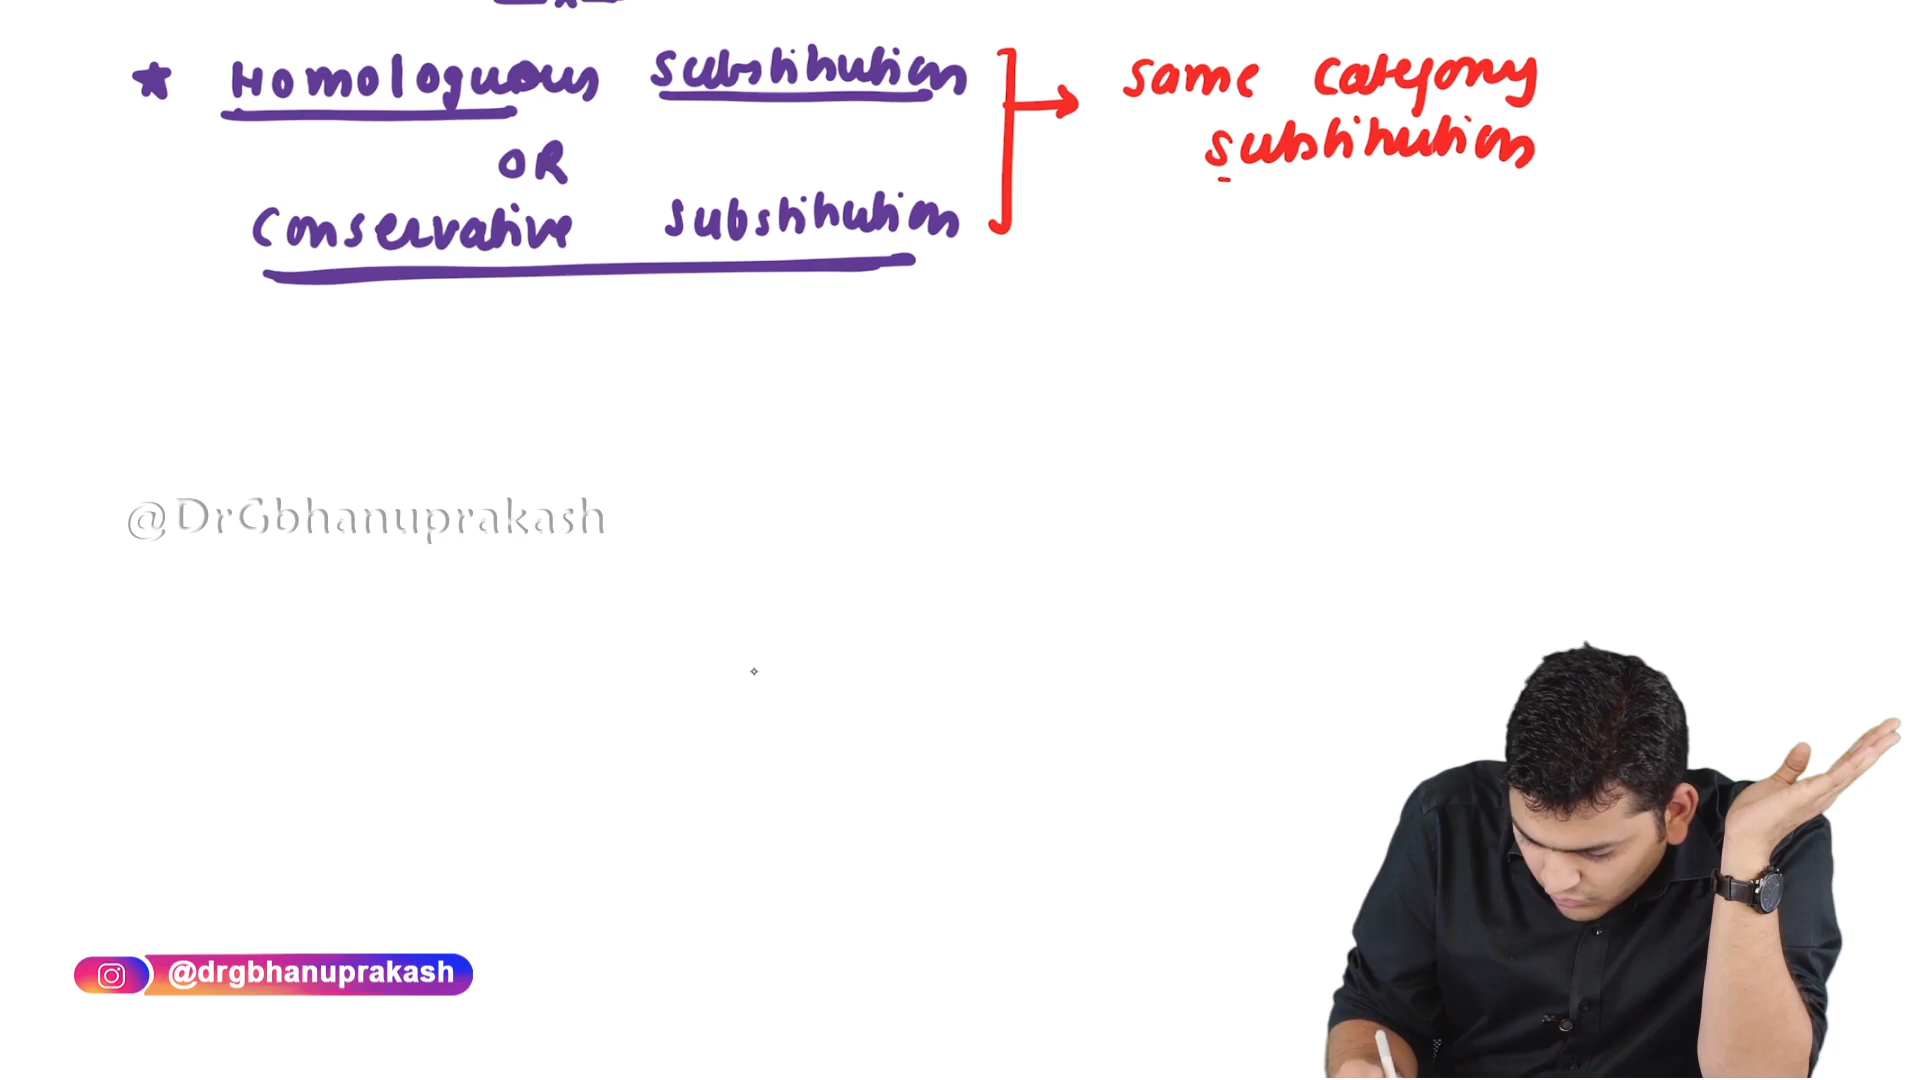 ★ Homologuous substitution
OR
Conservative substitution
→ same category
substitution
@DrGbhanuprakash
@drgbhanuprakash